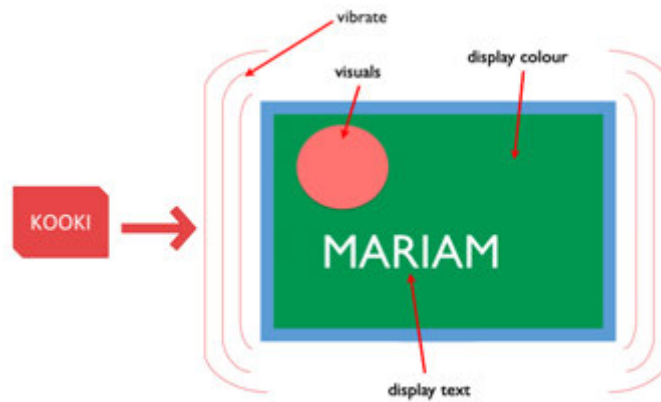 vibrate
visuals
display colour
KOOKI
MARIAM
display text